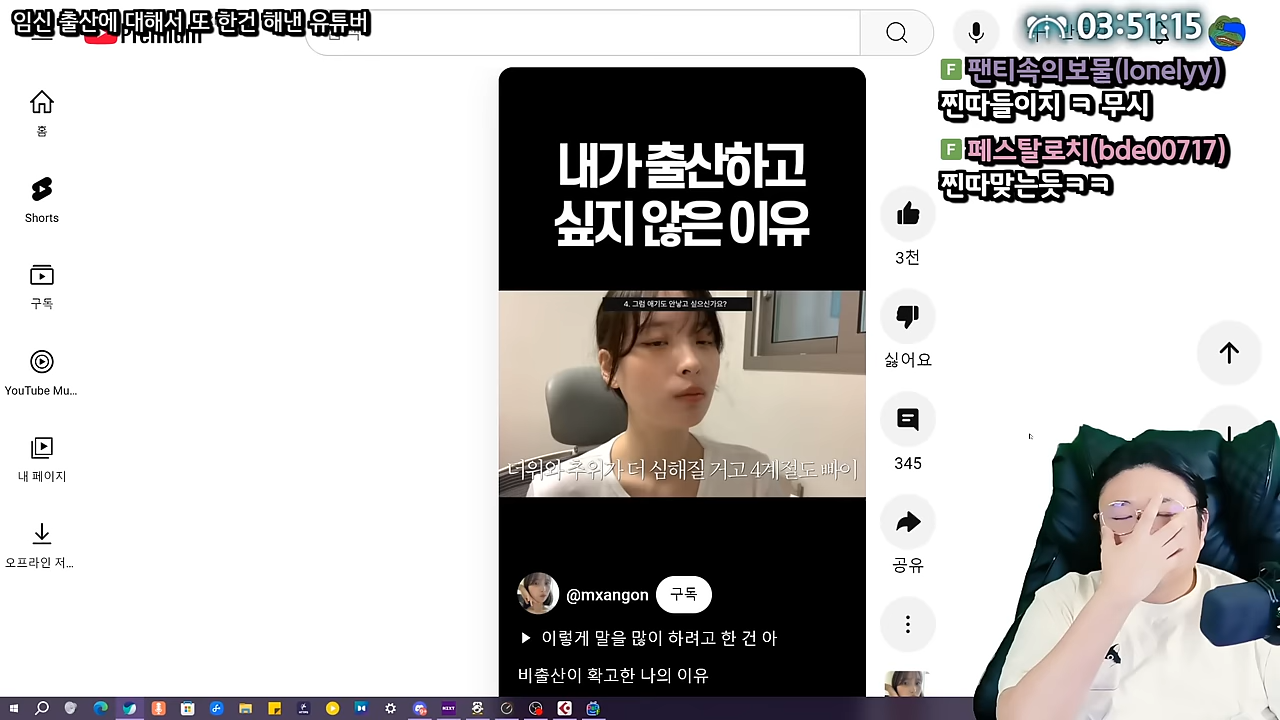 임신 출산에 대해서 또 한건 해낸 유튜버
Premium
03:51:15
팬티속의보물(lonelyy)
찐따들이지 ㅋ 무시
페스탈로치(bde00717)
찐따맞는듯ㅋㅋ
홈
Shorts
구독
YouTube Mu...
내 페이지
오프라인 저...
내가 출산하고
싶지 않은 이유
4. 그럼 애기도 안낳고 싶으신가요?
더위와 추위가 더 심해질 거고 4계절도 빠이
@mxangon
구독
이렇게 말을 많이 하려고 한 건 아
비출산이 확고한 나의 이유
3천
싫어요
345
공유